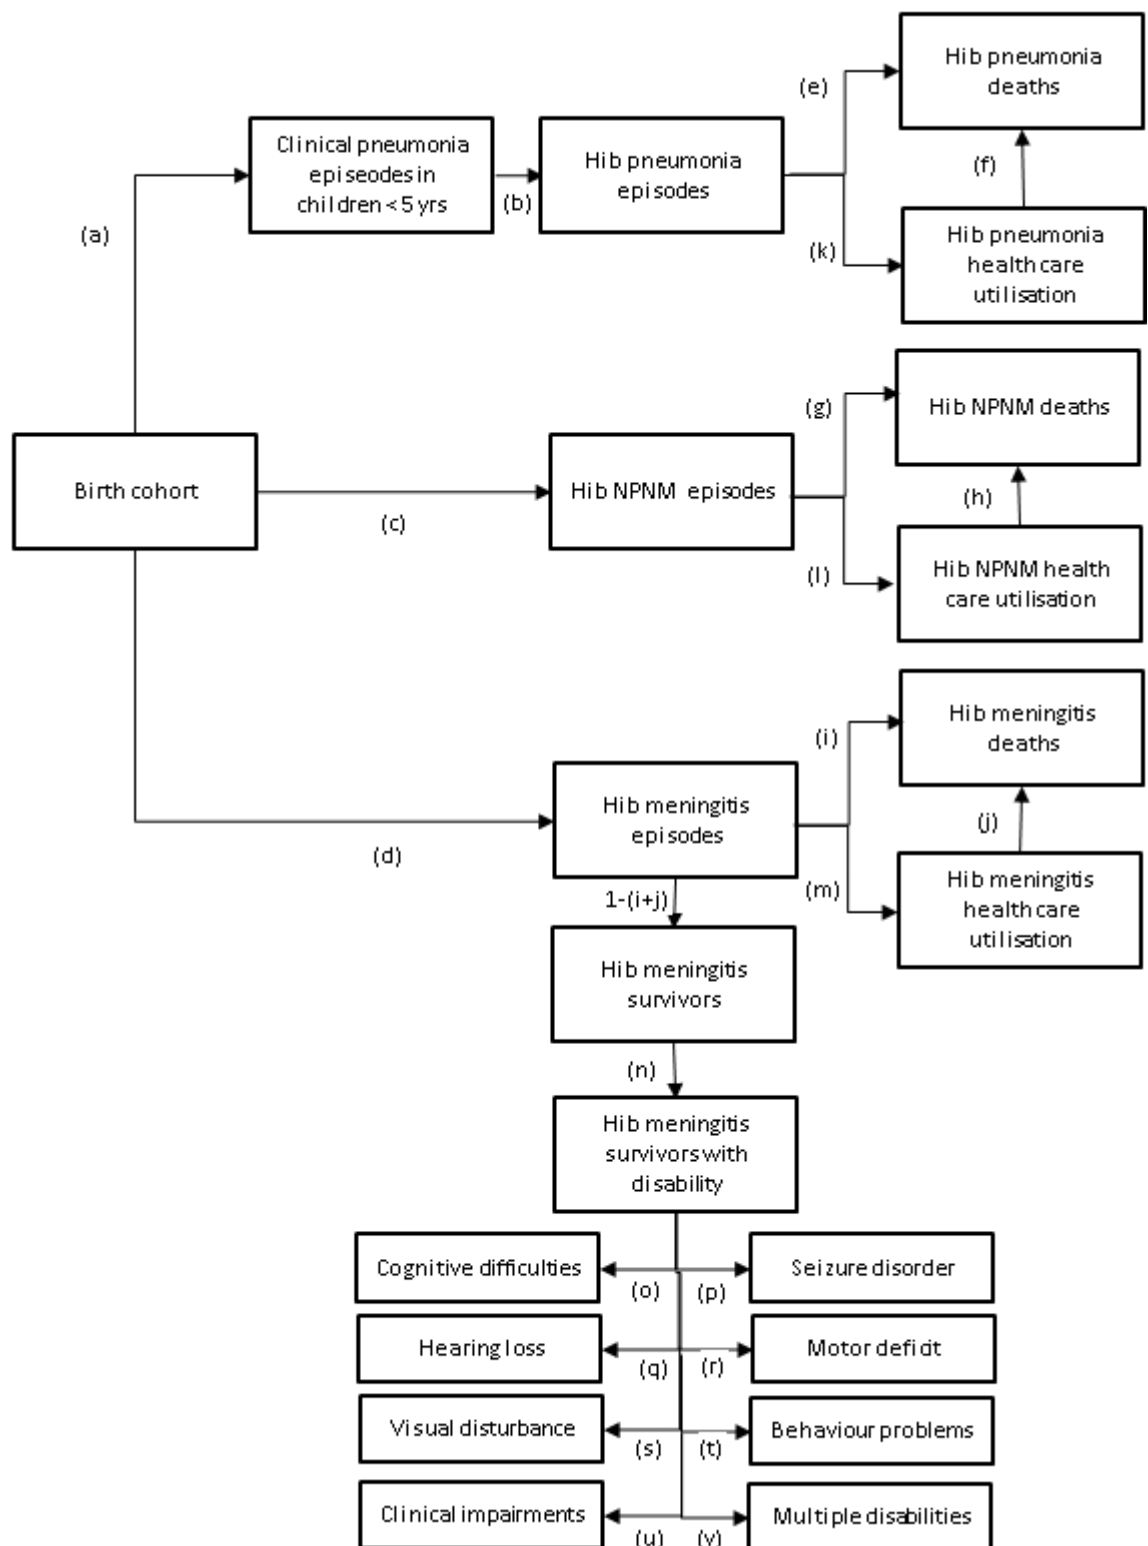 Hib pneumonia
deaths
(e)
Clinical pneumonia
episeodes in
children < 5 yrs
(b)
Hib pneumonia
episodes
(f)
(a)
(k)
Hib pneumonia
health care
utilisation
(g)
Hib NPNM deaths
Birth cohort
(c)
Hib NPNM episodes
(h)
(l)
Hib NPNM health
care utilisation
(i)
Hib meningitis
deaths
Hib meningitis
episodes
(d)
(j)
1-(i+j)
(m)
Hib meningitis
health care
utilisation
Hib meningitis
survivors
(n)
Hib meningitis
survivors with
disability
Cognitive difficulties
(o)
(p)
Seizure disorder
Hearing loss
(q)
(r)
Motor deficit
Visual disturbance
(s)
(t)
Behaviour problems
Clinical impairments
(u)
(v)
Multiple disabilities